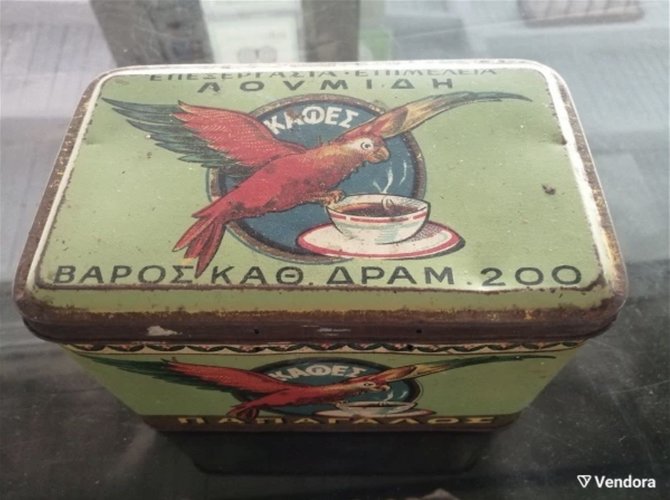 ΕΠΕΞΕΡΓΑΣΙΑ · ΕΠΙΜΕΛΕΙΑ
ΛΟΥΜΙΔΗ
ΚΑΦΕΣ
ΒΑΡΟΣ ΚΑΘ. ΔΡΑΜ. 200
ΚΑΦΕΣ
ΠΑΠΑΓΑΛΟΣ
Vendora